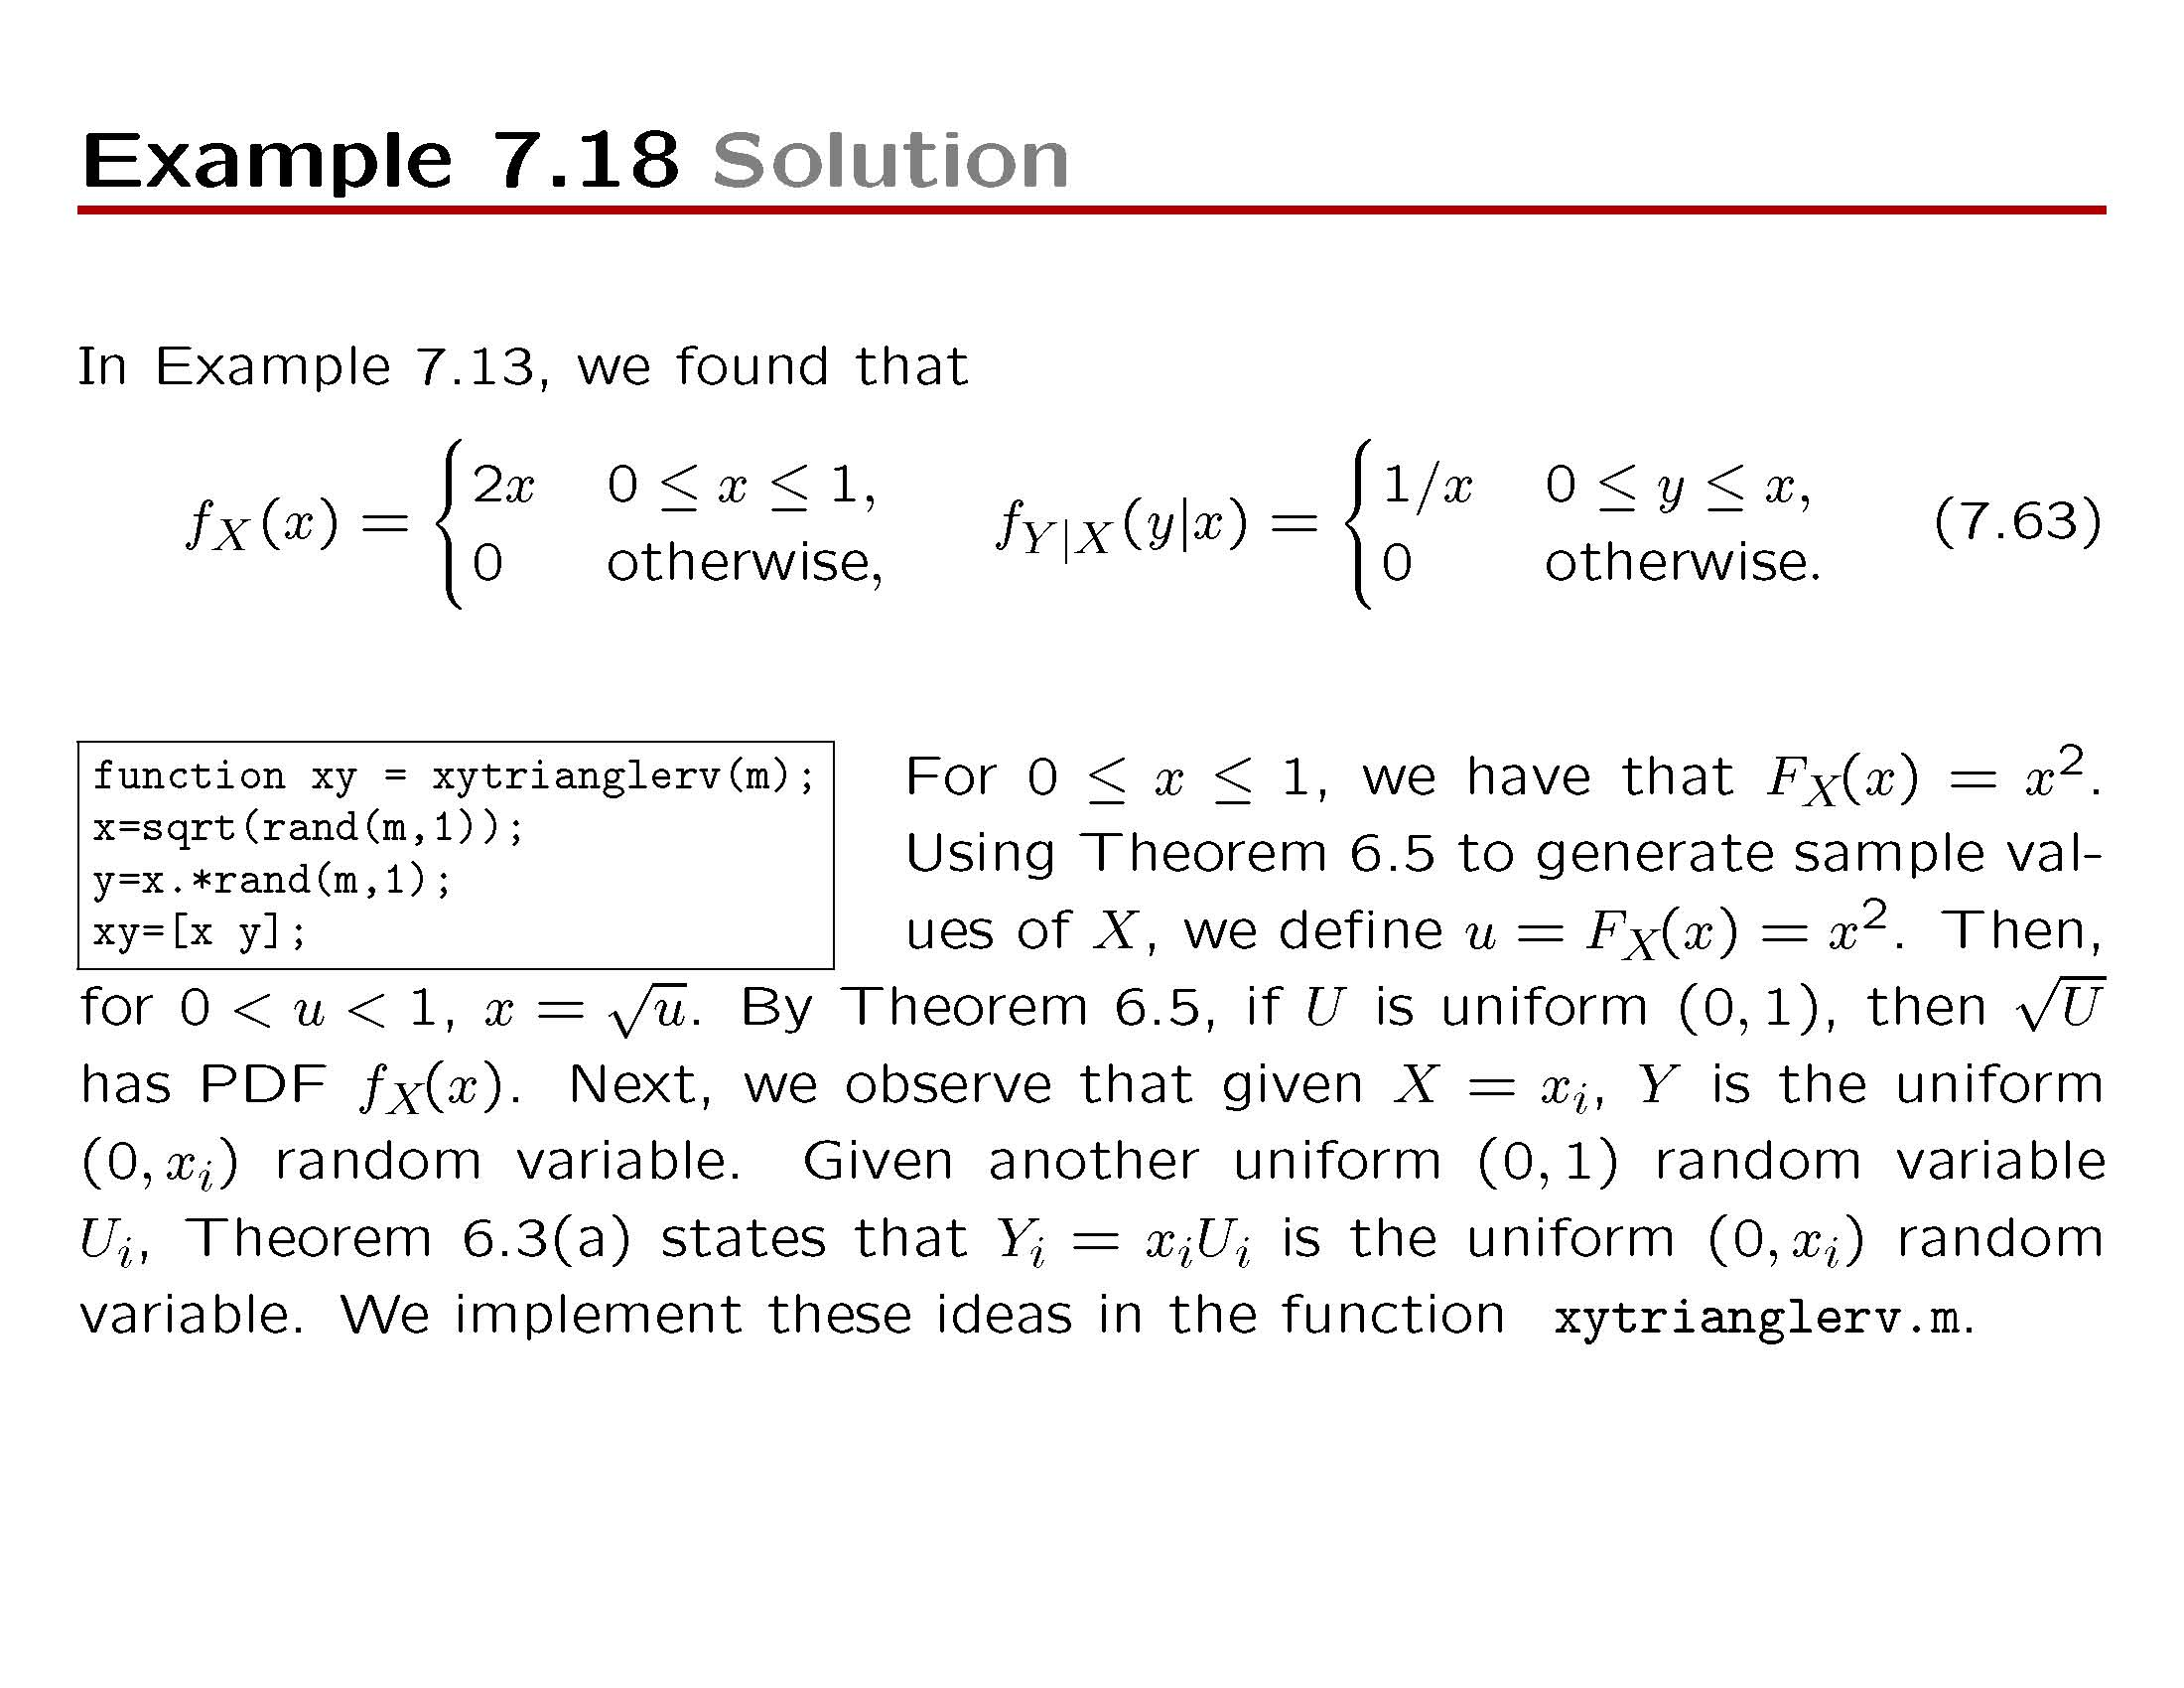 Example 7.18 Solution
In Example 7.13, we found that
f_X(x) = {2x 0 ≤ x ≤ 1, 0 otherwise, f_{Y|X}(y|x) = {1/x 0 ≤ y ≤ x, 0 otherwise. (7.63)
function xy = xytrianglerv(m);
x=sqrt(rand(m,1));
y=x.*rand(m,1);
xy=[x y];
For 0 ≤ x ≤ 1, we have that F_X(x) = x².
Using Theorem 6.5 to generate sample val-
ues of X, we define u = F_X(x) = x². Then,
for 0 < u < 1, x = √u. By Theorem 6.5, if U is uniform (0, 1), then √U
has PDF f_X(x). Next, we observe that given X = x_i, Y is the uniform
(0, x_i) random variable. Given another uniform (0, 1) random variable
U_i, Theorem 6.3(a) states that Y_i = x_iU_i is the uniform (0, x_i) random
variable. We implement these ideas in the function xytrianglerv.m.